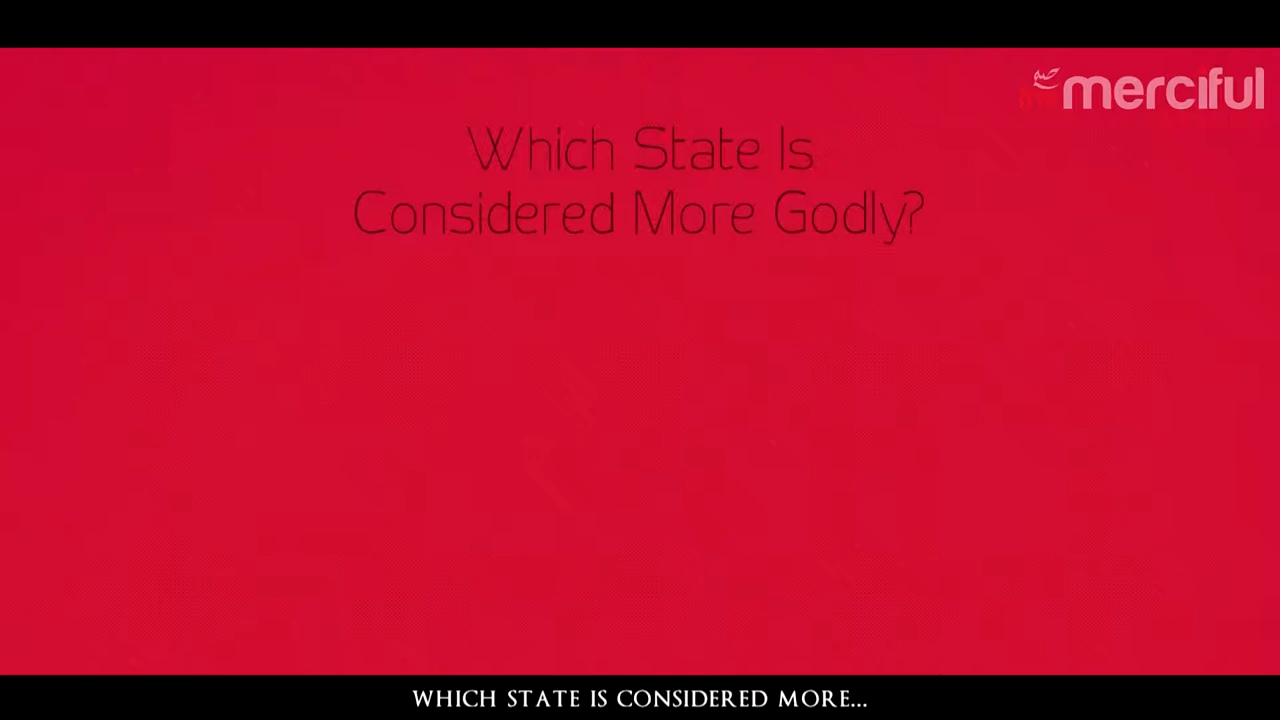 merciful
Which State Is
Considered More Godly?
WHICH STATE IS CONSIDERED MORE...